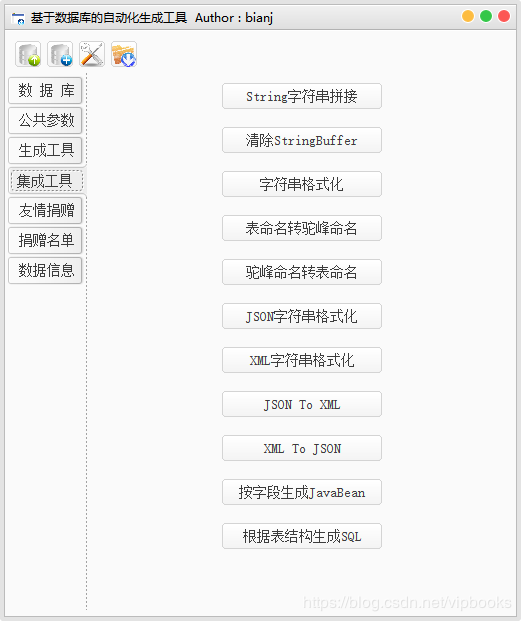 基于数据库的自动化生成工具 Author : bianj
数 据 库
公共参数
生成工具
集成工具
友情捐赠
捐赠名单
数据信息
String字符串拼接
清除StringBuffer
字符串格式化
表命名转驼峰命名
驼峰命名转表命名
JSON字符串格式化
XML字符串格式化
JSON To XML
XML To JSON
按字段生成JavaBean
根据表结构生成SQL
https://blog.csdn.net/vipbooks